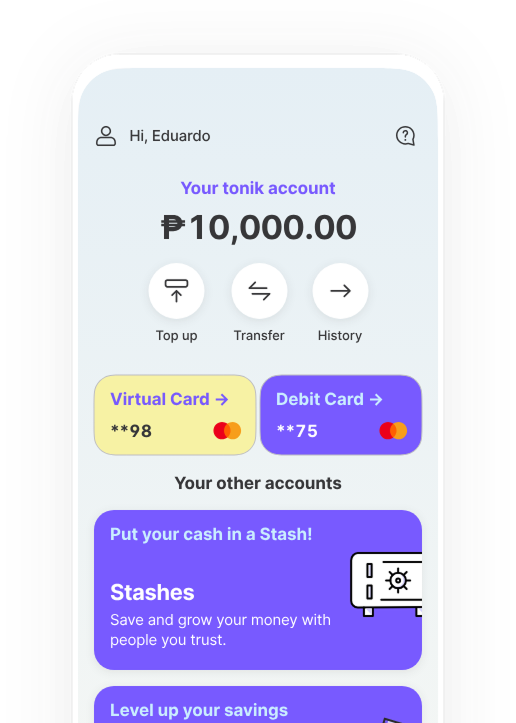 Hi, Eduardo
Your tonik account
₱10,000.00
Top up
Transfer
History
Virtual Card →
**98
Debit Card →
**75
Your other accounts
Put your cash in a Stash!
Stashes
Save and grow your money with
people you trust.
Level up your savings